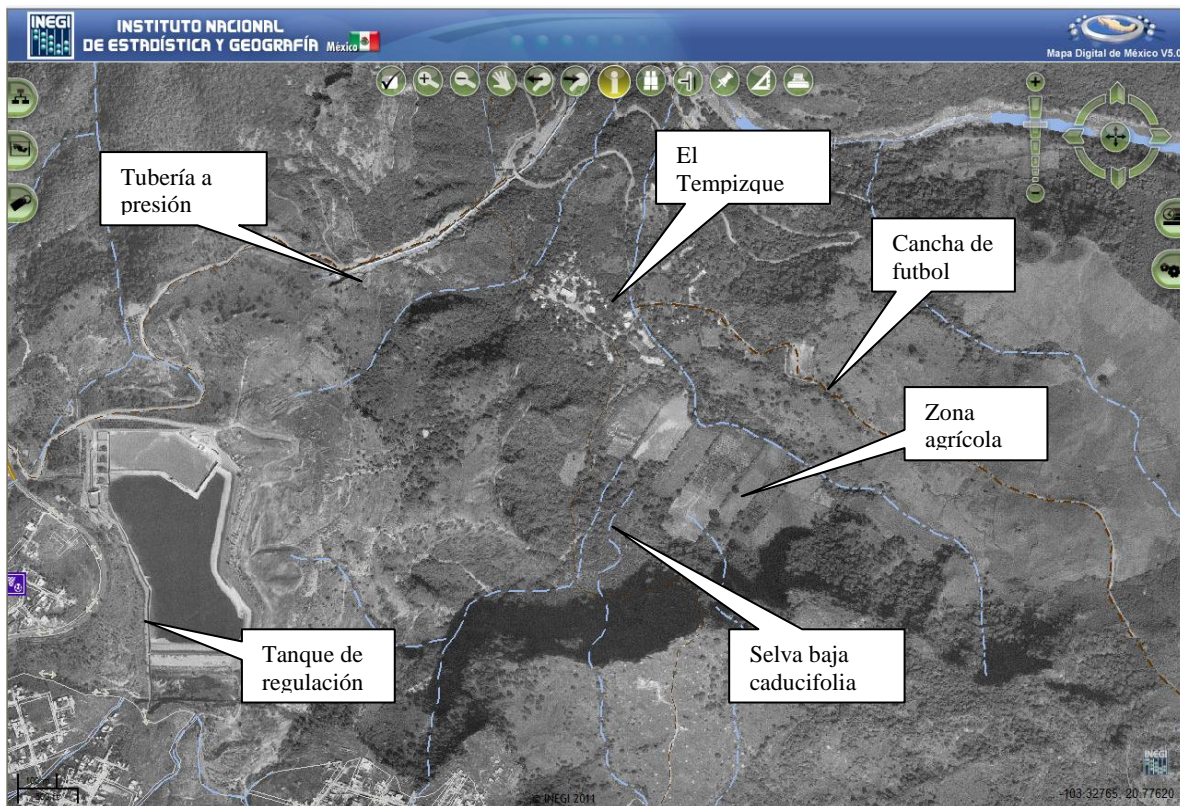 INEGI
INSTITUTO NACIONAL
DE ESTADÍSTICA Y GEOGRAFÍA México
Mapa Digital de México V5.0
Tubería a
presión
El
Tempizque
Cancha de
futbol
Zona
agrícola
Tanque de
regulación
Selva baja
caducifolia
© INEGI 2011
INEGI
-103.32765, 20.77620